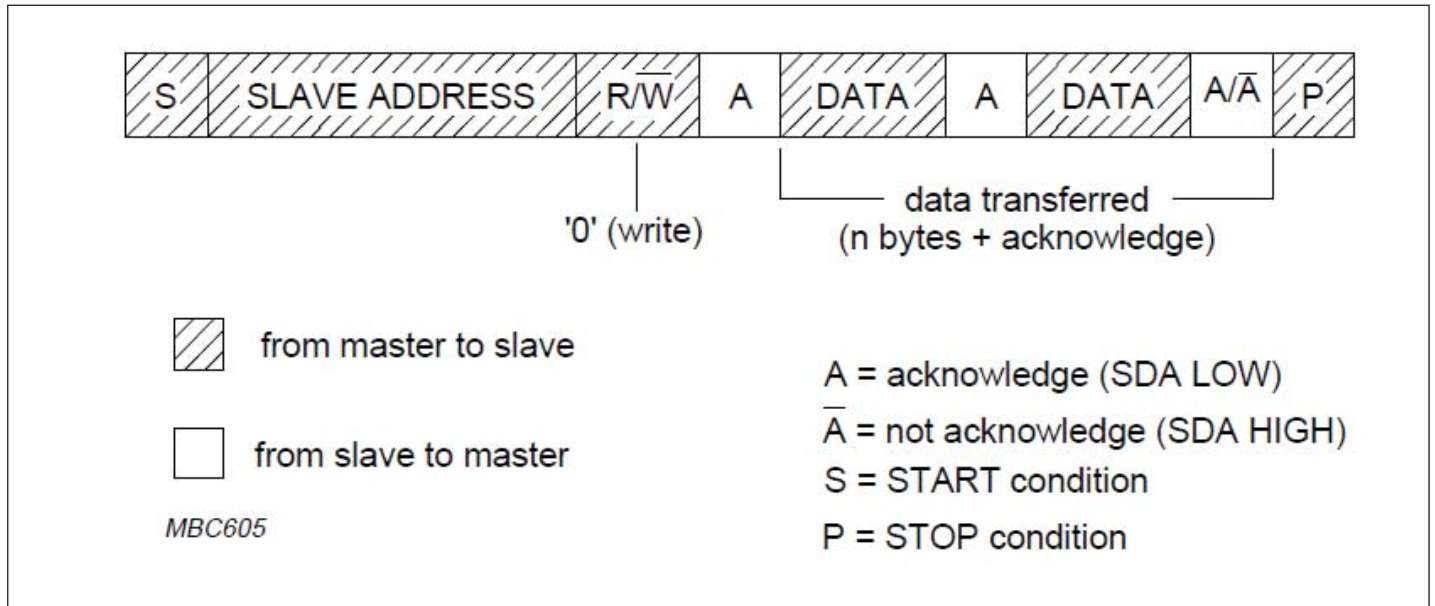 S SLAVE ADDRESS R/W̅ A DATA A DATA A/A̅ P
'0' (write)
data transferred
(n bytes + acknowledge)
from master to slave
from slave to master
MBC605
A = acknowledge (SDA LOW)
A̅ = not acknowledge (SDA HIGH)
S = START condition
P = STOP condition